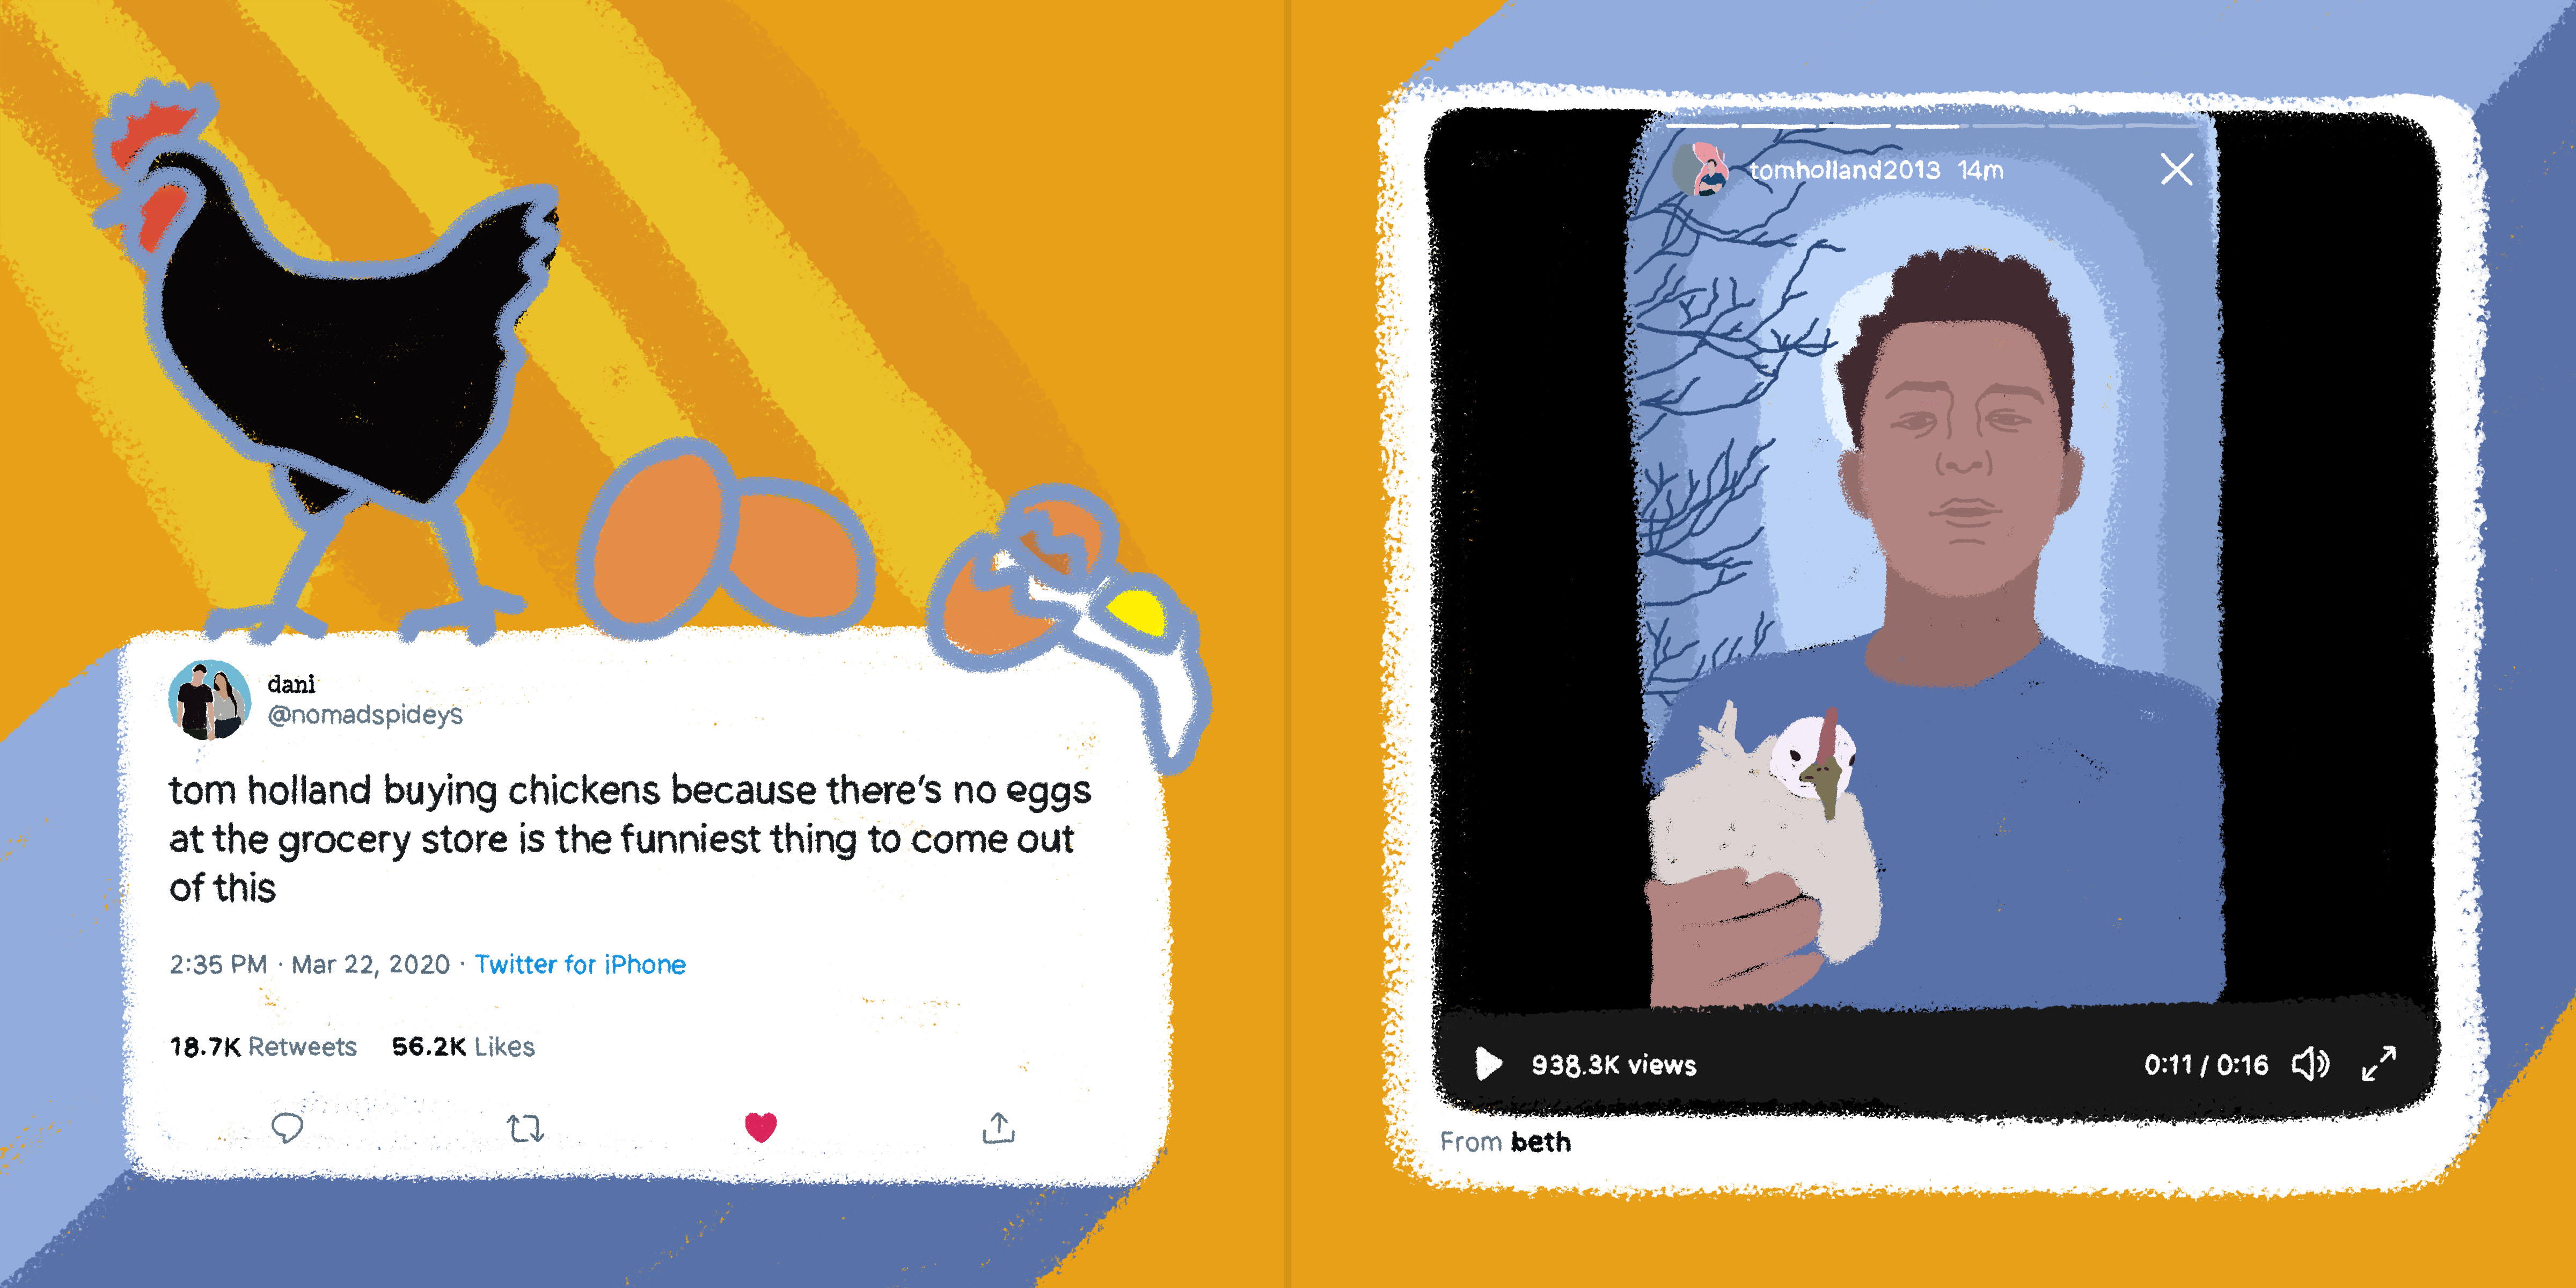 dani
@nomadspideys
tom holland buying chickens because there's no eggs
at the grocery store is the funniest thing to come out
of this
2:35 PM · Mar 22, 2020 · Twitter for iPhone
18.7K Retweets 56.2K Likes
tomholland2013 14m
938.3K views 0:11 / 0:16
From beth